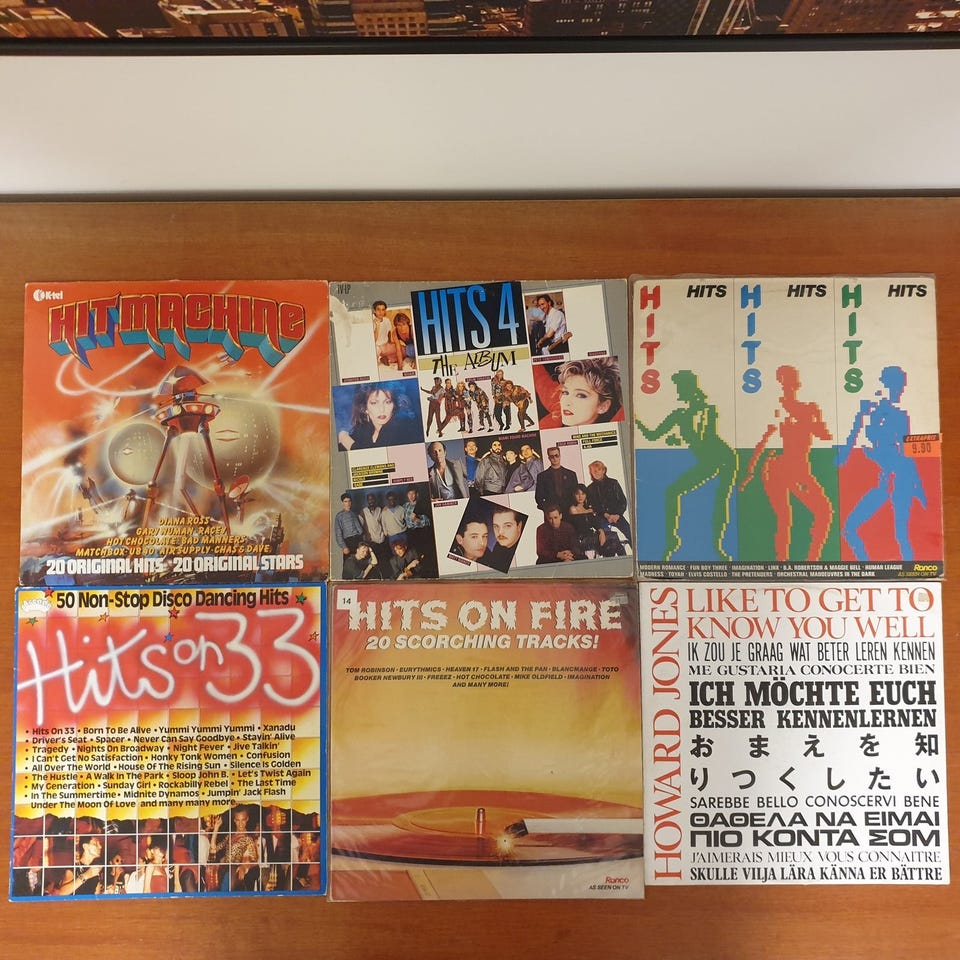 K-tel
HIT MACHINE
DIANA ROSS
GARY NUMAN · RACEY
HOT CHOCOLATE · BAD MANNERS
MATCHBOX · UB40 · AIR SUPPLY · CHAS & DAVE
20 ORIGINAL HITS · 20 ORIGINAL STARS
TV-LP
HITS 4
THE ALBUM
HITS
HITS
HITS
HITS
HITS
HITS
EXTRAPRIS
9.90
MODERN ROMANCE · FUN BOY THREE · IMAGINATION · LINX · B.A. ROBERTSON & MAGGIE BELL · HUMAN LEAGUE
MADNESS · TOYAH · ELVIS COSTELLO · THE PRETENDERS · ORCHESTRAL MANOEUVRES IN THE DARK
Ronco
AS SEEN ON TV
50 Non-Stop Disco Dancing Hits
Hits on 33
• Hits On 33 • Born To Be Alive • Yummi Yummi Yummi • Xanadu
• Driver's Seat • Spacer • Never Can Say Goodbye • Stayin' Alive
• Tragedy • Nights On Broadway • Night Fever • Jive Talkin'
• I Can't Get No Satisfaction • Honky Tonk Women • Confusion
• All Over The World • House Of The Rising Sun • Silence Is Golden
• The Hustle • A Walk In The Park • Sloop John B. • Let's Twist Again
• My Generation • Sunday Girl • Rockabilly Rebel • The Last Time
• In The Summertime • Midnite Dynamos • Jumpin' Jack Flash
Under The Moon Of Love and many many more...
14
HITS ON FIRE
20 SCORCHING TRACKS!
TOM ROBINSON · EURYTHMICS · HEAVEN 17 · FLASH AND THE PAN · BLANCMANGE · TOTO
BOOKER NEWBURY III · FREEEZ · HOT CHOCOLATE · MIKE OLDFIELD · IMAGINATION
AND MANY MORE!
Ronco
AS SEEN ON TV
HOWARD JONES
LIKE TO GET TO
KNOW YOU WELL
IK ZOU JE GRAAG WAT BETER LEREN KENNEN
ME GUSTARIA CONOCERTE BIEN
ICH MÖCHTE EUCH
BESSER KENNENLERNEN
おまえを知
りつくしたい
SAREBBE BELLO CONOSCERVI BENE
ΘΑΘΕΛΑ ΝΑ ΕΙΜΑΙ
ΠΙΟ ΚΟΝΤΑ ΣΟΜ
J'AIMERAIS MIEUX VOUS CONNAITRE
SKULLE VILJA LÄRA KÄNNA ER BÄTTRE